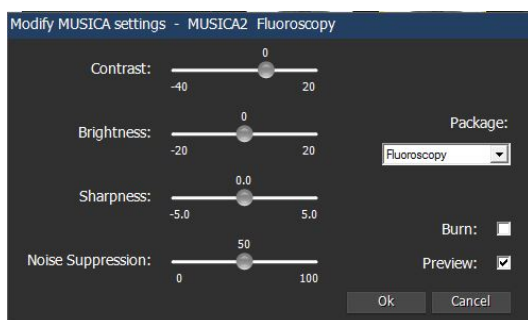 Modify MUSICA settings - MUSICA2 Fluoroscopy
0
Contrast:
-40 20
0
Brightness:
-20 20
0.0
Sharpness:
-5.0 5.0
50
Noise Suppression:
0 100
Package:
Fluoroscopy
Burn:
Preview:
Ok Cancel